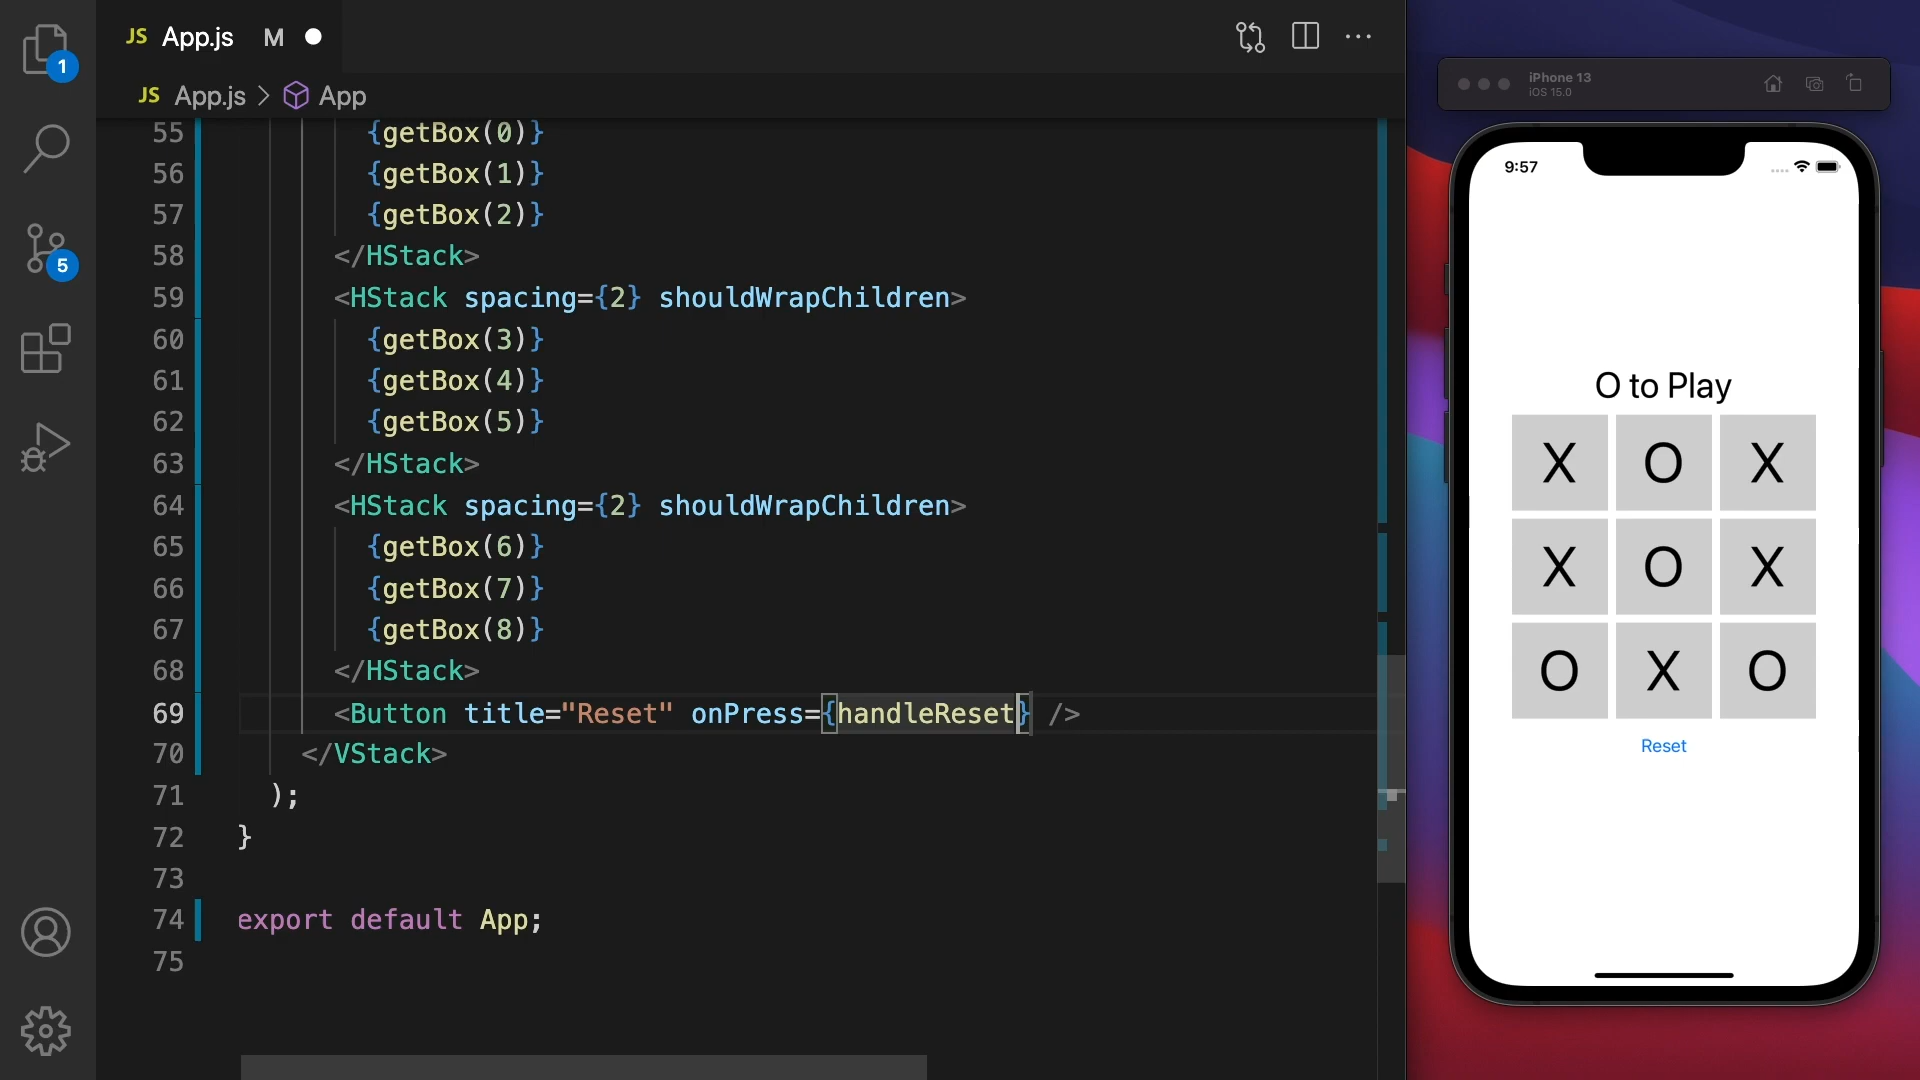 JS App.js M
JS App.js > App
55 {getBox(0)}
56 {getBox(1)}
57 {getBox(2)}
58 </HStack>
59 <HStack spacing={2} shouldWrapChildren>
60 {getBox(3)}
61 {getBox(4)}
62 {getBox(5)}
63 </HStack>
64 <HStack spacing={2} shouldWrapChildren>
65 {getBox(6)}
66 {getBox(7)}
67 {getBox(8)}
68 </HStack>
69 <Button title="Reset" onPress={handleReset} />
70 </VStack>
71 );
72 }
73
74 export default App;
75
1
5
iPhone 13
iOS 15.0
9:57
O to Play
X O X
X O X
O X O
Reset